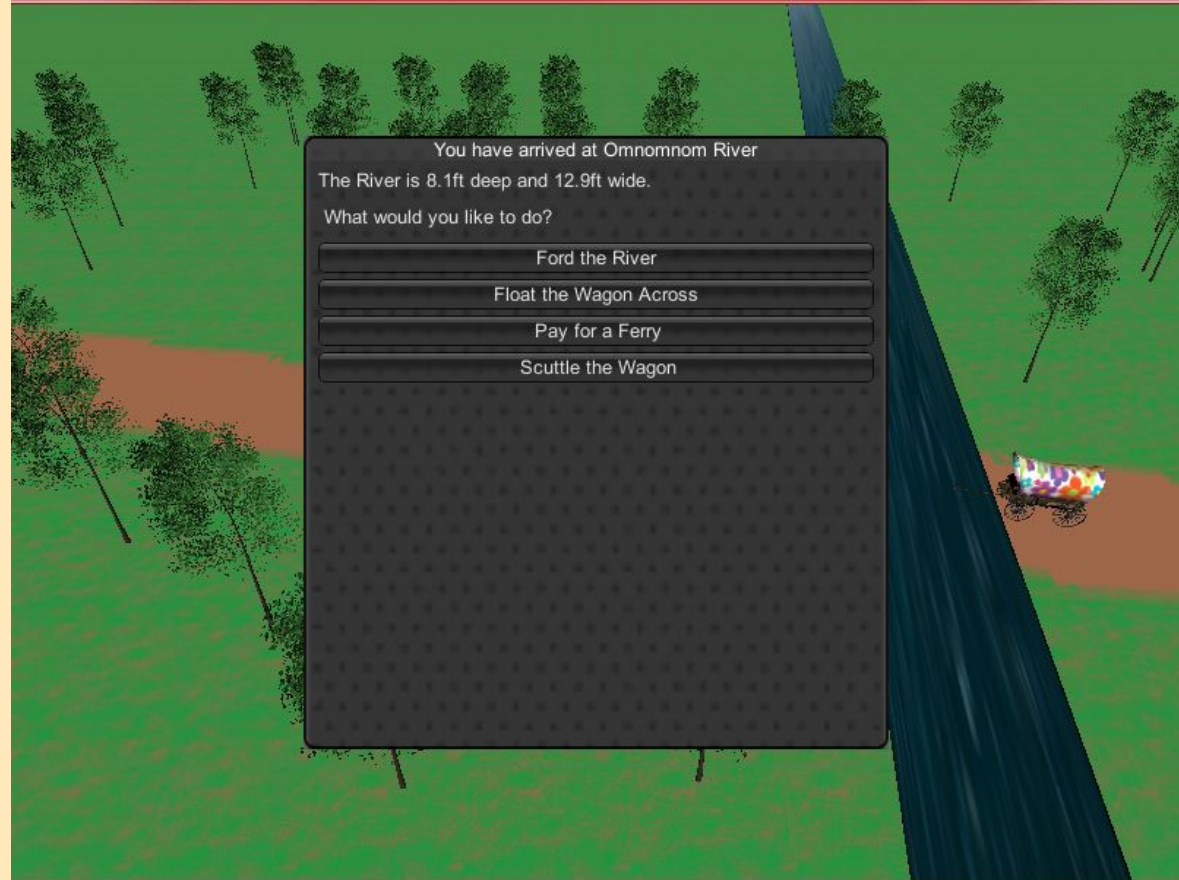 You have arrived at Omnomnom River
The River is 8.1ft deep and 12.9ft wide.
What would you like to do?
Ford the River
Float the Wagon Across
Pay for a Ferry
Scuttle the Wagon